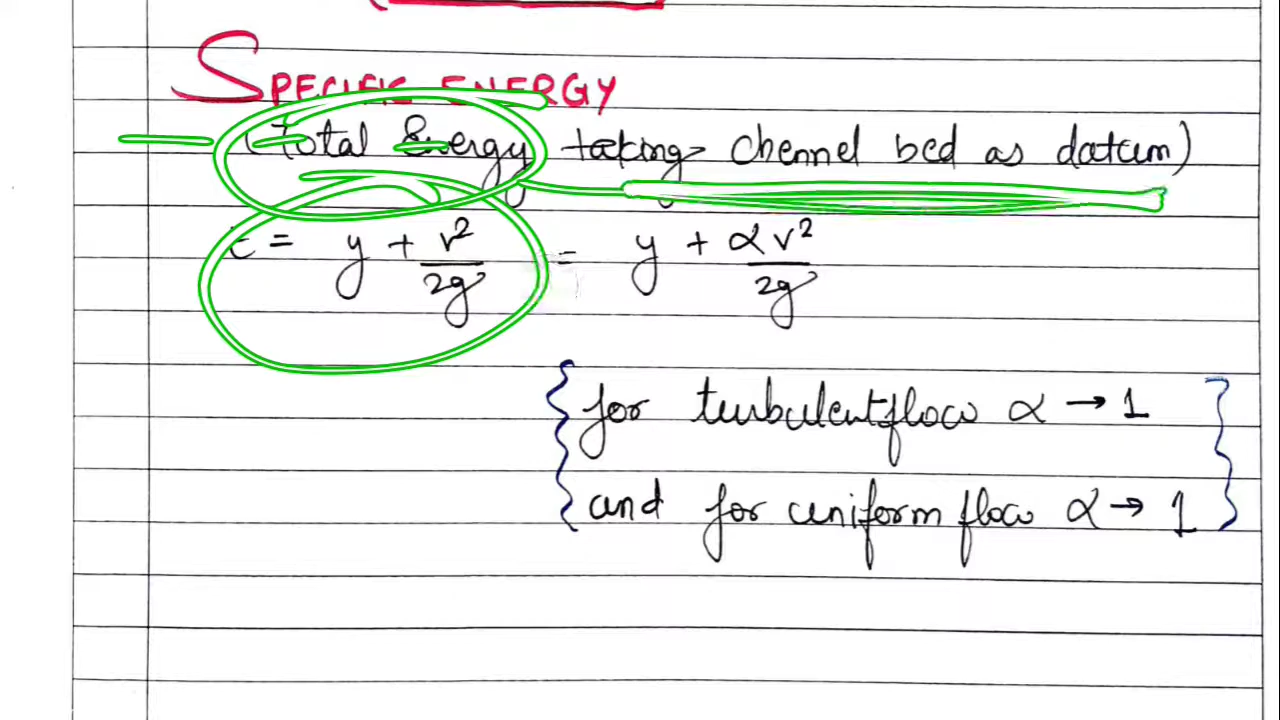 SPECIFIC ENERGY
(total Energy taking channel bed as datum)
E = y + v²/2g = y + αv²/2g
{for turbulent flow α → 1
and for uniform flow α → 1}